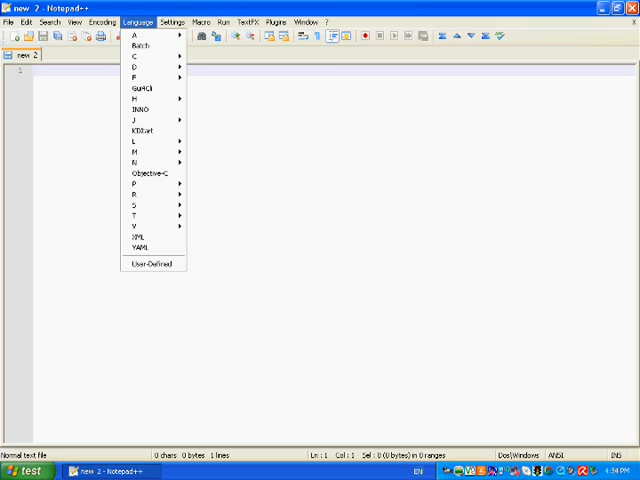 new 2 - Notepad++
File Edit Search View Encoding Language Settings Macro Run TextFX Plugins Window ?
new 2
1
A
Batch
C
D
F
Gui4Cli
H
INNO
J
KIXtart
L
M
N
Objective-C
P
R
S
T
V
XML
YAML
User-Defined
Normal text file 0 chars 0 bytes 1 lines Ln : 1 Col : 1 Sel : 0 (0 bytes) in 0 ranges Dos\Windows ANSI INS
test new 2 - Notepad++ EN 4:34 PM